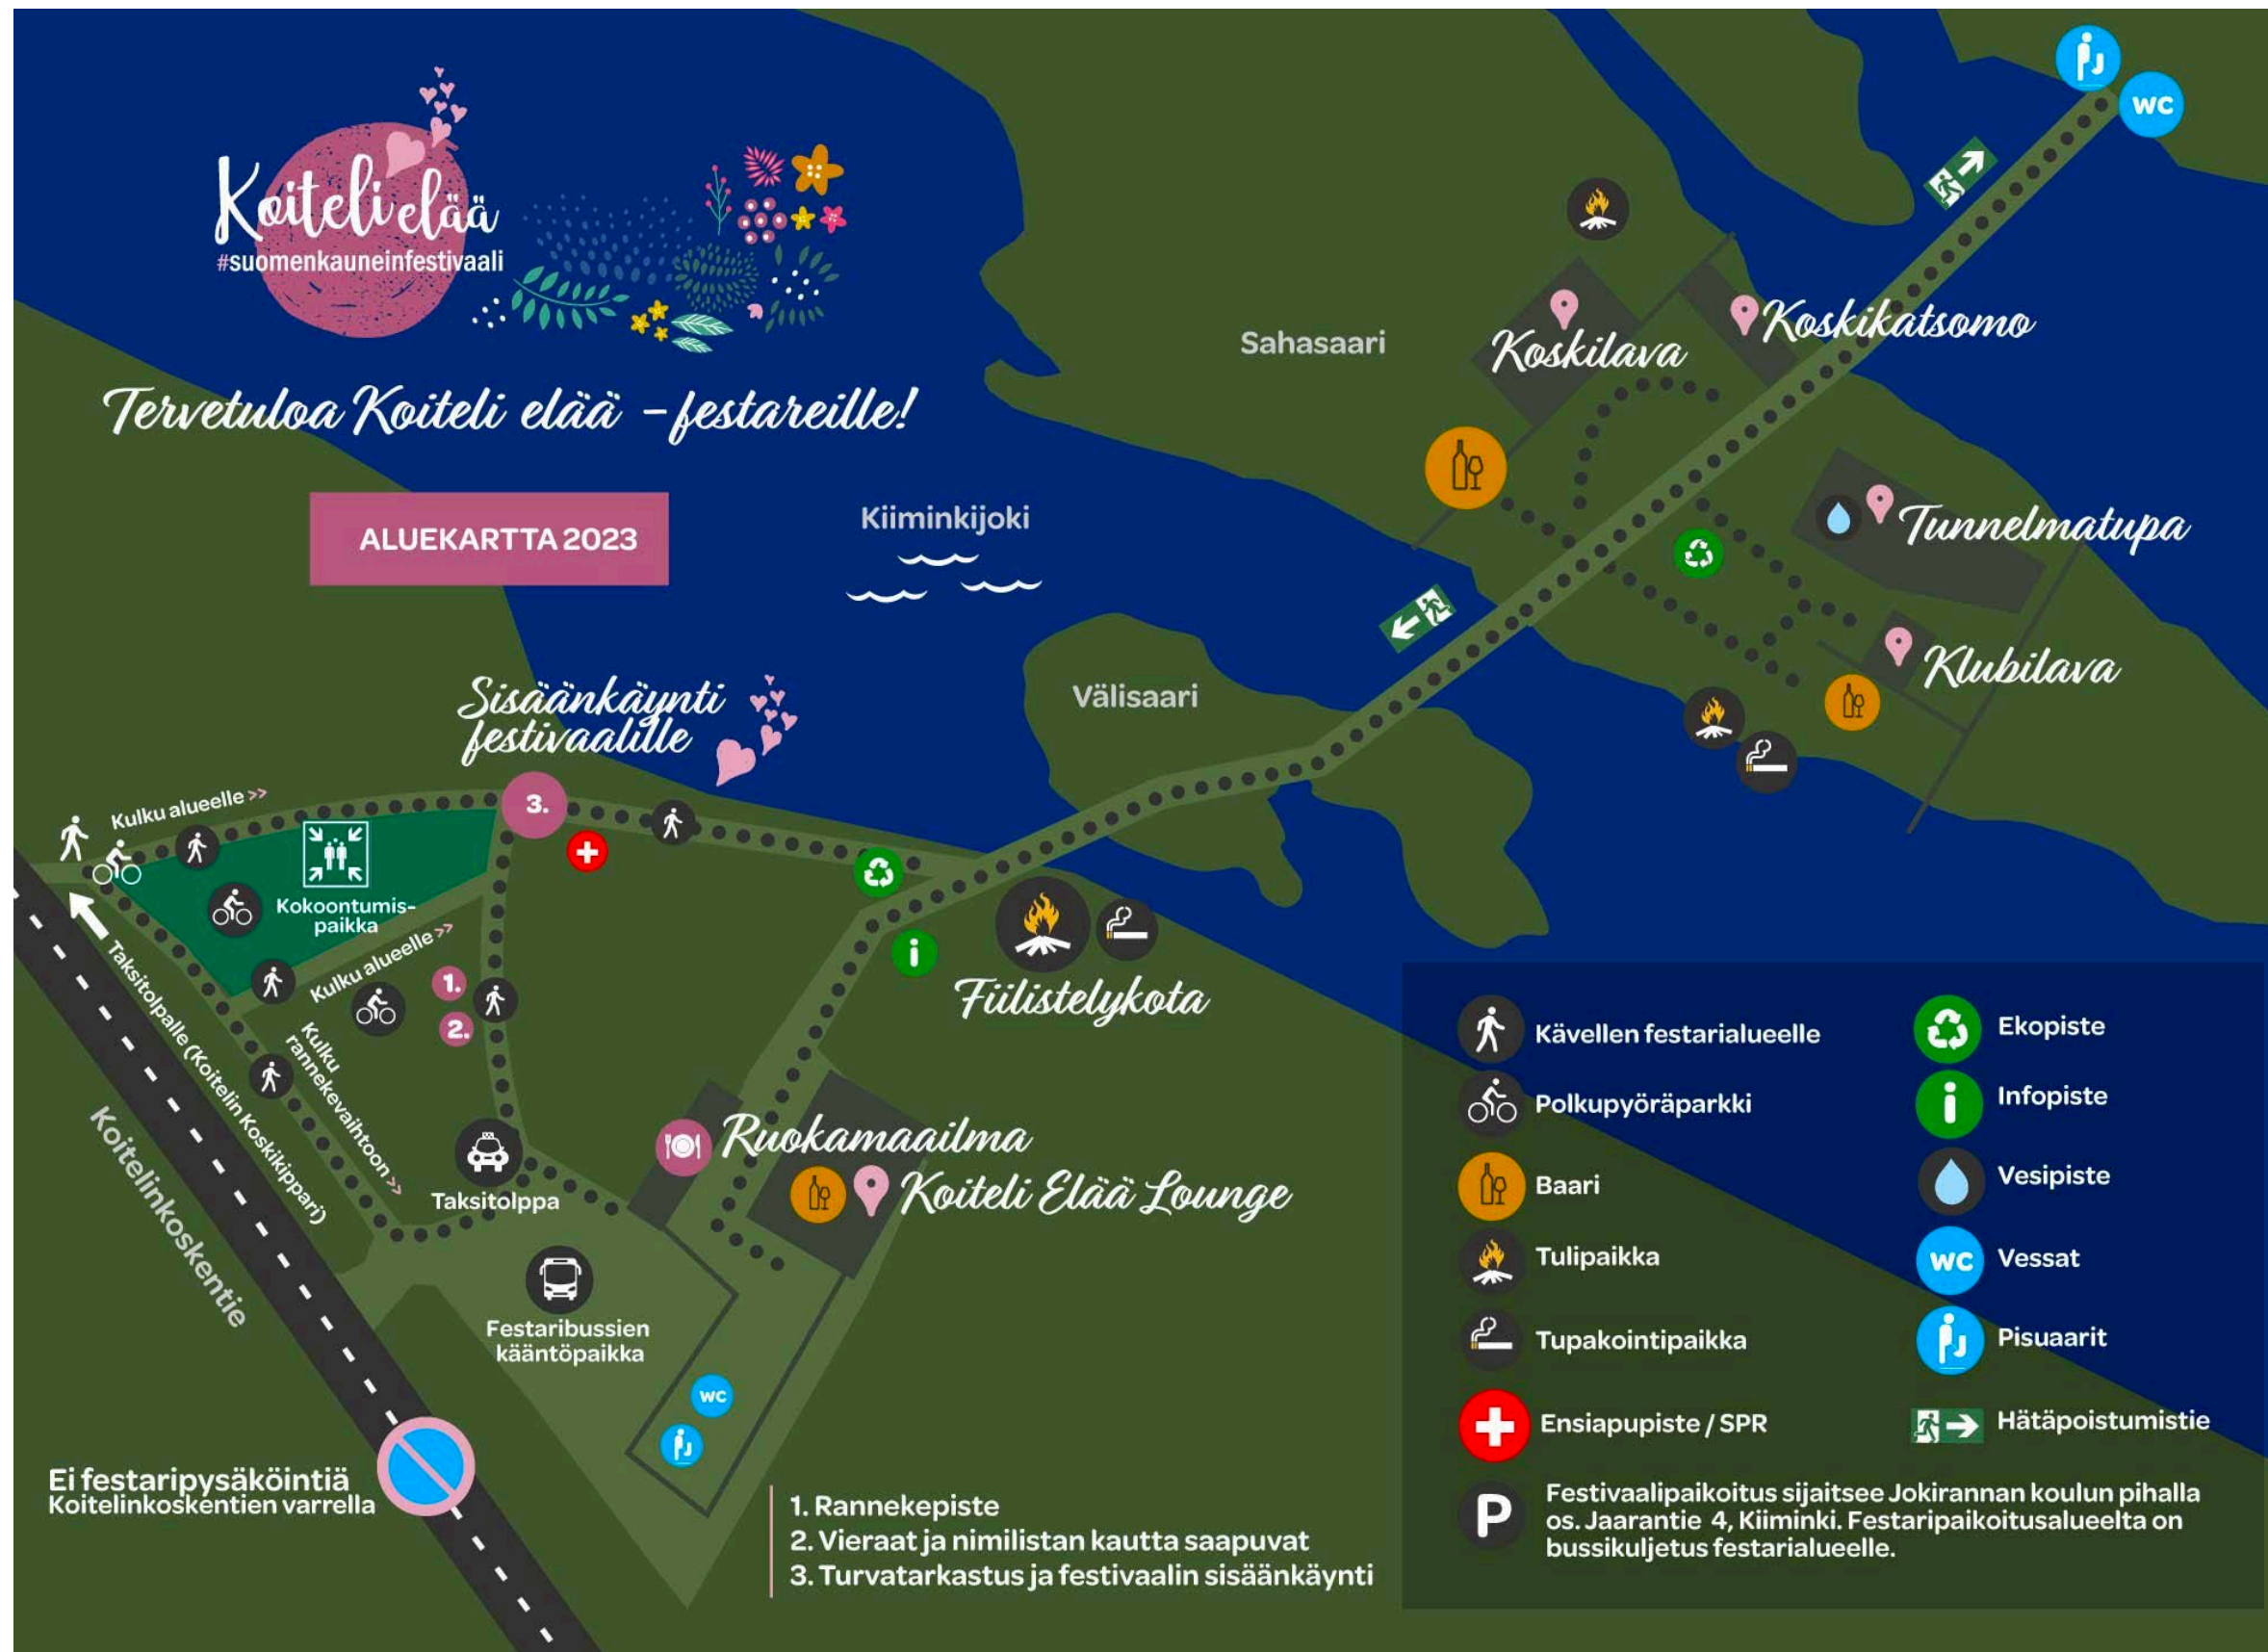 Koiteli elää
#suomenkauneinfestivaali
Tervetuloa Koiteli elää – festareille!
ALUEKARTTA 2023
Kiiminkijoki
Sahasaari
Koskilava
Koskikatsomo
WC
Tunnelmatupa
Klubilava
Välisaari
Sisäänkäynti
festivaalille
3.
Kulku alueelle >>
Kokoontumis-
paikka
Kulku alueelle >>
1.
2.
Kulku
rannekevaihtoon >>
Taksitolpalle (Koitelin Koskikippari)
Koitelinkoskentie
Taksitolppa
i
Fiilistelykota
Ruokamaailma
Koiteli Elää Lounge
Festaribussien
kääntöpaikka
WC
Ei festaripysäköintiä
Koitelinkoskentien varrella
1. Rannekepiste
2. Vieraat ja nimilistan kautta saapuvat
3. Turvatarkastus ja festivaalin sisäänkäynti
Kävellen festarialueelle
Polkupyöräparkki
Baari
Tulipaikka
Tupakointipaikka
Ensiapupiste / SPR
Ekopiste
i Infopiste
Vesipiste
WC Vessat
Pisuaarit
Hätäpoistumistie
P Festivaalipaikoitus sijaitsee Jokirannan koulun pihalla
os. Jaarantie 4, Kiiminki. Festaripaikoitusalueelta on
bussikuljetus festarialueelle.